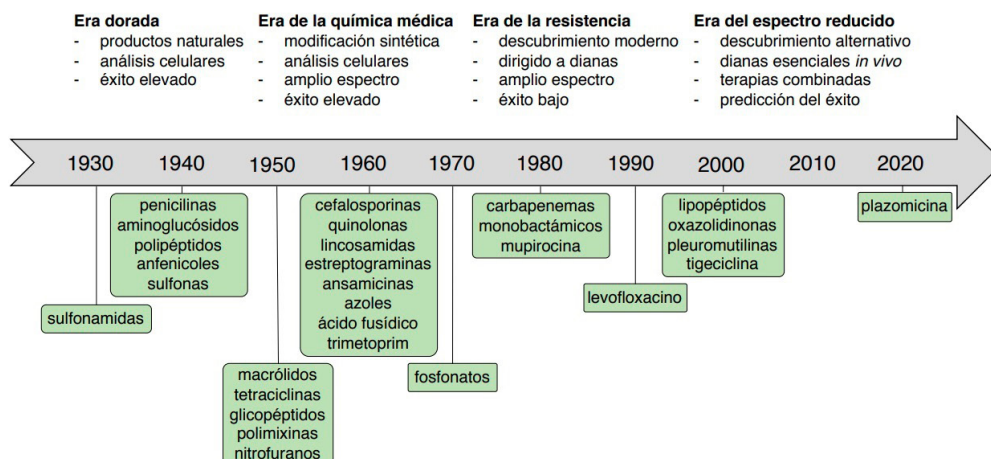 Era dorada
- productos naturales
- análisis celulares
- éxito elevado
Era de la química médica
- modificación sintética
- análisis celulares
- amplio espectro
- éxito elevado
Era de la resistencia
- descubrimiento moderno
- dirigido a dianas
- amplio espectro
- éxito bajo
Era del espectro reducido
- descubrimiento alternativo
- dianas esenciales in vivo
- terapias combinadas
- predicción del éxito
1930 1940 1950 1960 1970 1980 1990 2000 2010 2020
sulfonamidas
penicilinas
aminoglucósidos
polipéptidos
anfenicoles
sulfonas
macrólidos
tetraciclinas
glicopéptidos
polimixinas
nitrofuranos
cefalosporinas
quinolonas
lincosamidas
estreptograminas
ansamicinas
azoles
ácido fusídico
trimetoprim
fosfonatos
carbapenemas
monobactámicos
mupirocina
levofloxacino
lipopéptidos
oxazolidinonas
pleuromutilinas
tigeciclina
plazomicina